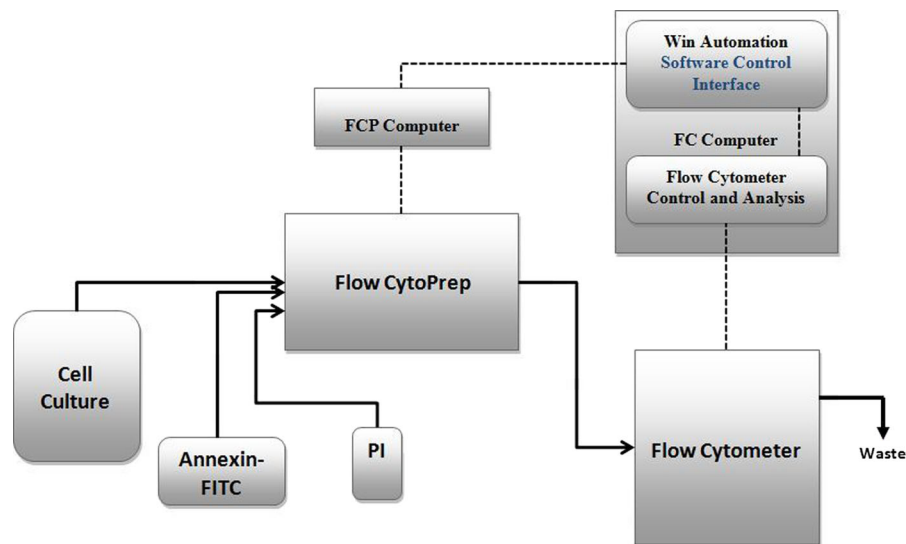 Win Automation
Software Control
Interface
FCP Computer
FC Computer
Flow Cytometer
Control and Analysis
Flow CytoPrep
Cell
Culture
Annexin-
FITC
PI
Flow Cytometer
Waste